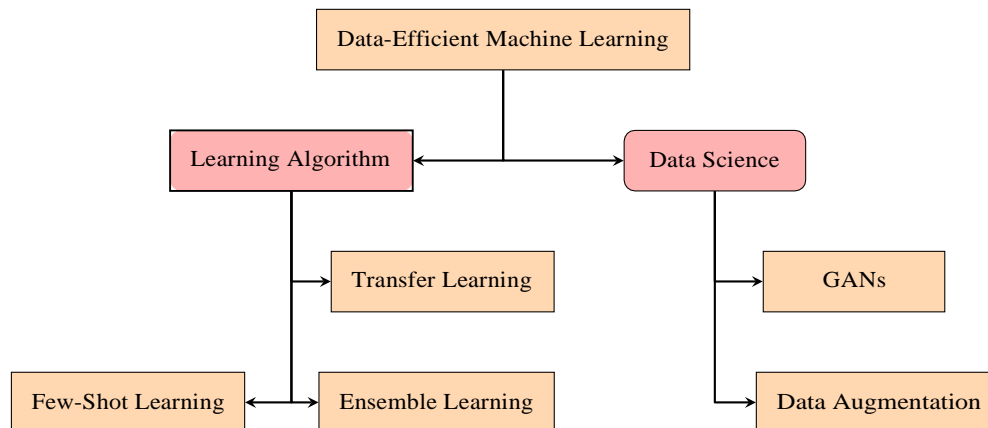 Data-Efficient Machine Learning
Learning Algorithm
Data Science
Transfer Learning
GANs
Few-Shot Learning
Ensemble Learning
Data Augmentation